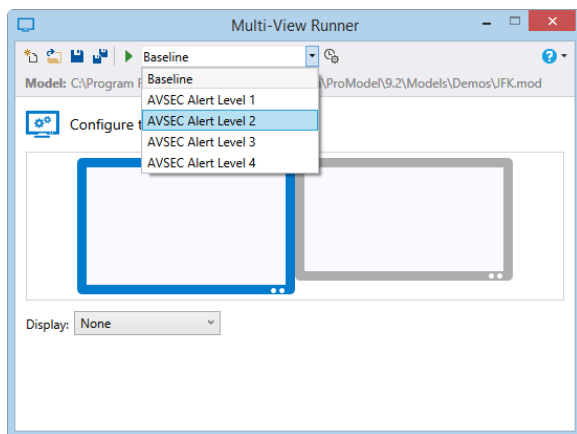 Multi-View Runner
Baseline
Model: C:\Program \ProModel\9.2\Models\Demos\JFK.mod
Baseline
AVSEC Alert Level 1
AVSEC Alert Level 2
AVSEC Alert Level 3
AVSEC Alert Level 4
Configure
Display: None